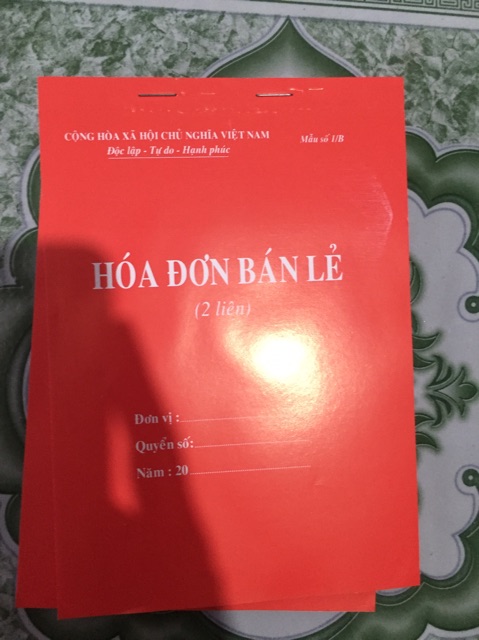 CỘNG HÒA XÃ HỘI CHỦ NGHĨA VIỆT NAM
Mẫu số 1/B
Độc lập - Tự do - Hạnh phúc
HÓA ĐƠN BÁN LẺ
(2 liên)
Đơn vị :
Quyển số:
Năm : 20